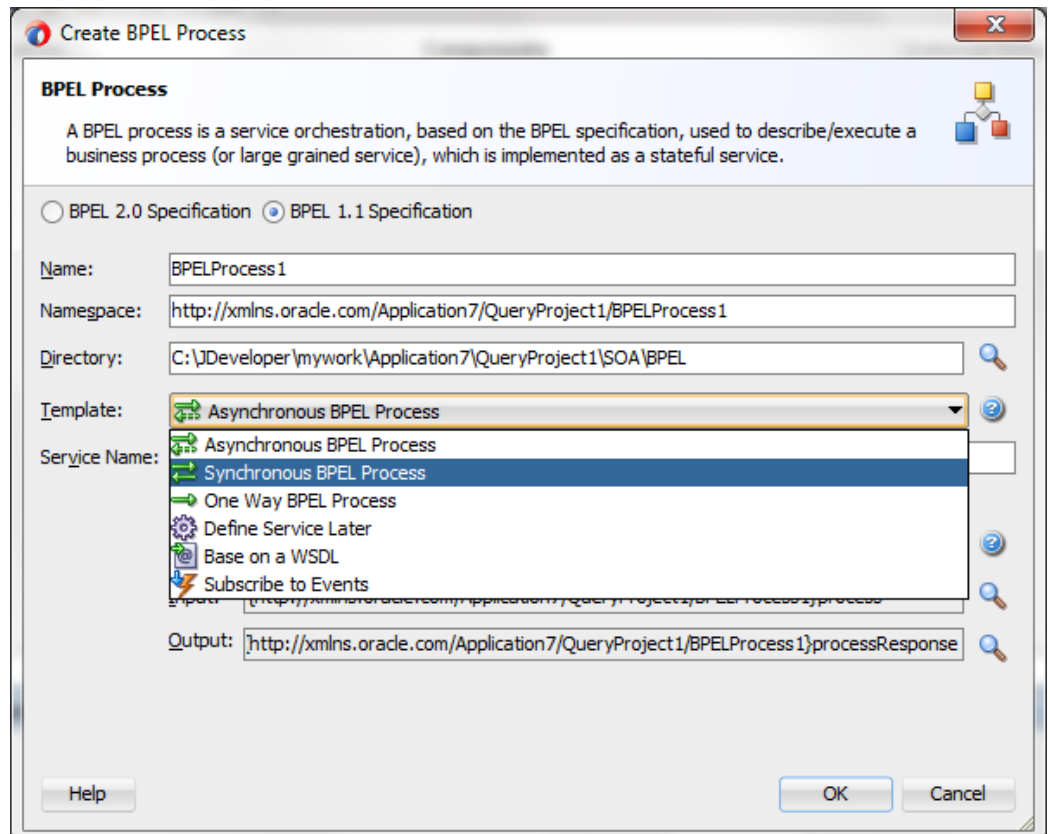 Create BPEL Process
BPEL Process
A BPEL process is a service orchestration, based on the BPEL specification, used to describe/execute a
business process (or large grained service), which is implemented as a stateful service.
BPEL 2.0 Specification BPEL 1.1 Specification
Name: BPELProcess1
Namespace: http://xmlns.oracle.com/Application7/QueryProject1/BPELProcess1
Directory: C:\JDeveloper\mywork\Application7\QueryProject1\SOA\BPEL
Template: Asynchronous BPEL Process
Asynchronous BPEL Process
Service Name:
Synchronous BPEL Process
One Way BPEL Process
Define Service Later
Base on a WSDL
Subscribe to Events
Output: }http://xmlns.oracle.com/Application7/QueryProject1/BPELProcess1}processResponse
Help OK Cancel